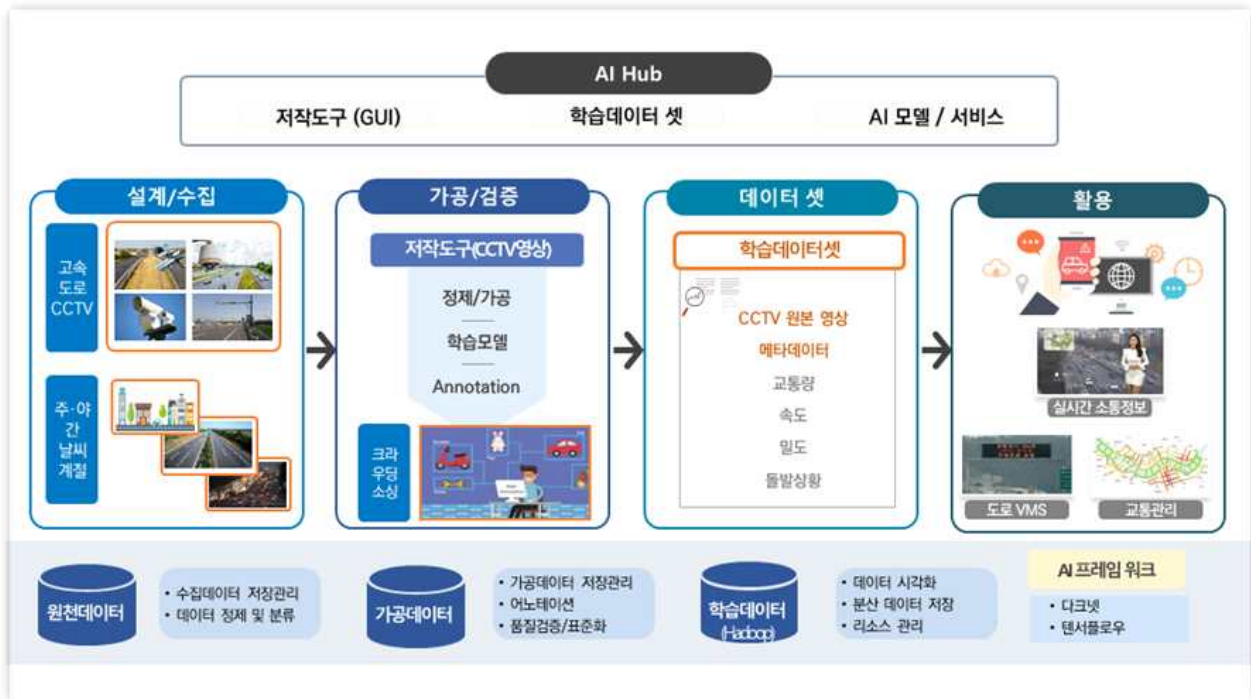 AI Hub
저작도구 (GUI)
학습데이터 셋
AI 모델 / 서비스
설계/수집
고속
도로
CCTV
주·야
간
날씨
계절
가공/검증
저작도구(CCTV영상)
정제/가공
학습모델
Annotation
크라
우딩
소싱
데이터 셋
학습데이터셋
CCTV 원본 영상
메타데이터
교통량
속도
밀도
돌발상황
활용
실시간 소통정보
도로 VMS
교통관리
원천데이터
• 수집데이터 저장관리
• 데이터 정제 및 분류
가공데이터
• 가공데이터 저장관리
• 어노테이션
• 품질검증/표준화
학습데이터
(Hadoop)
• 데이터 시각화
• 분산 데이터 저장
• 리소스 관리
AI 프레임 워크
• 다크넷
• 텐서플로우